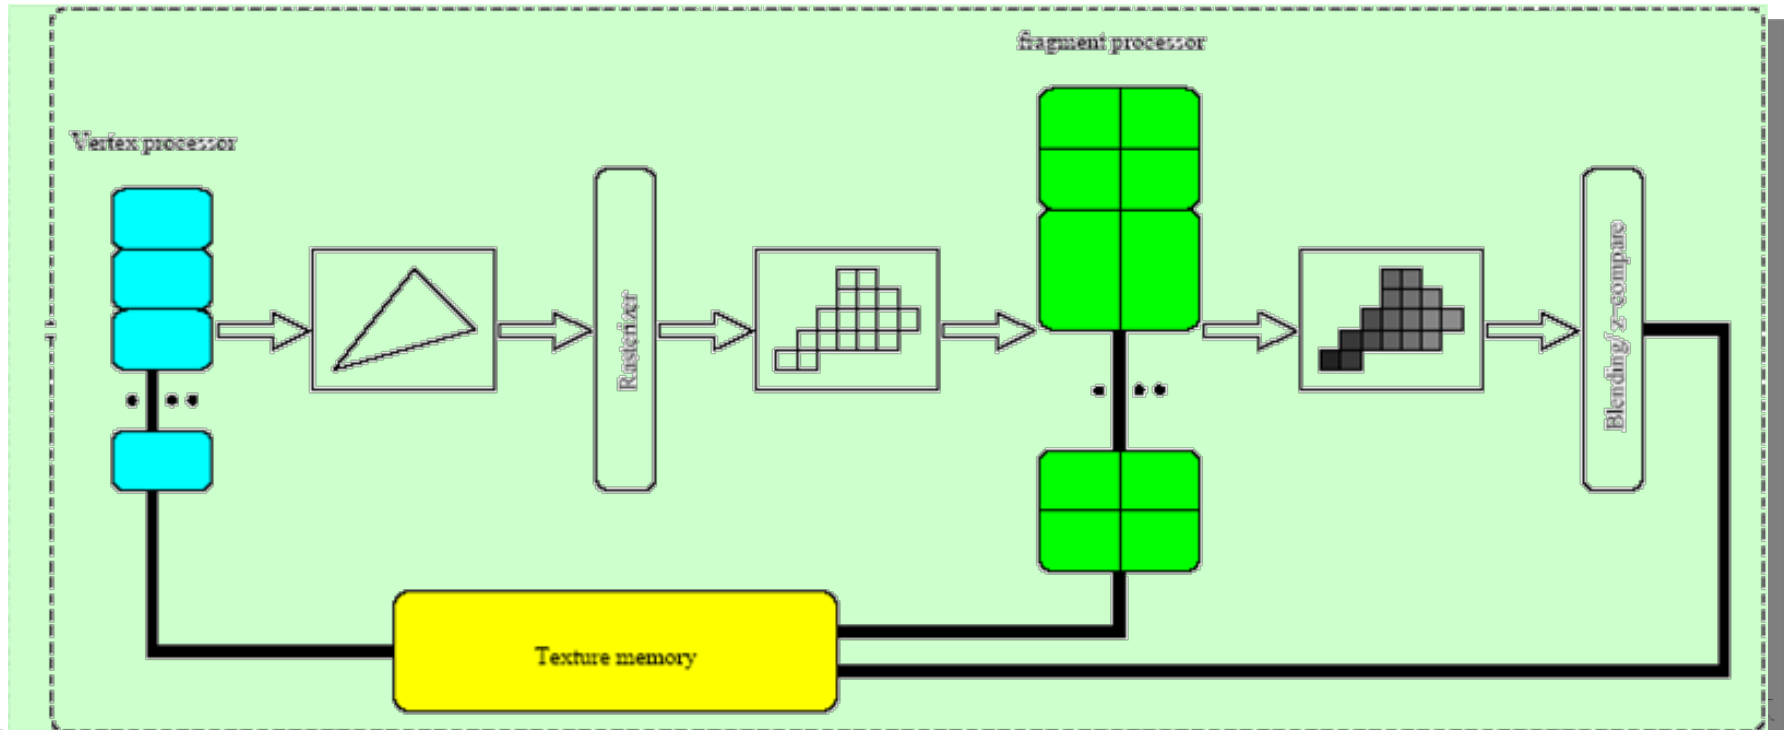 fragment processor
Vertex processor
Rasterizer
Blending/ z-compare
Texture memory